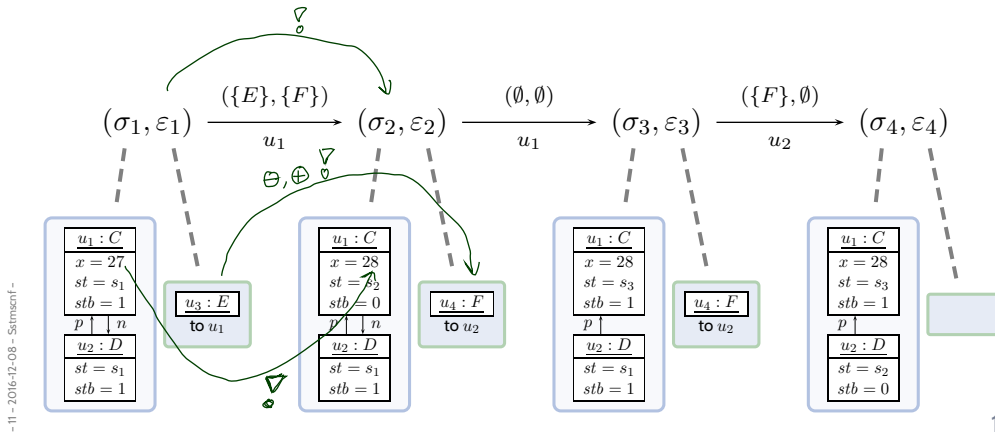 !
({E}, {F})
(∅, ∅)
({F}, ∅)
(σ₁, ε₁)
(σ₂, ε₂)
(σ₃, ε₃)
(σ₄, ε₄)
u₁
u₁
u₂
⊖, ⊕ !
u₁ : C
x = 27
st = s₁
stb = 1
p
n
u₂ : D
st = s₁
stb = 1
u₃ : E
to u₁
u₁ : C
x = 28
st = s₂
stb = 0
p
n
u₂ : D
st = s₁
stb = 1
u₄ : F
to u₂
u₁ : C
x = 28
st = s₃
stb = 1
p
u₂ : D
st = s₁
stb = 1
u₄ : F
to u₂
u₁ : C
x = 28
st = s₃
stb = 1
p
u₂ : D
st = s₂
stb = 0
!
– 11 – 2016-12-08 – Sstmscnf –